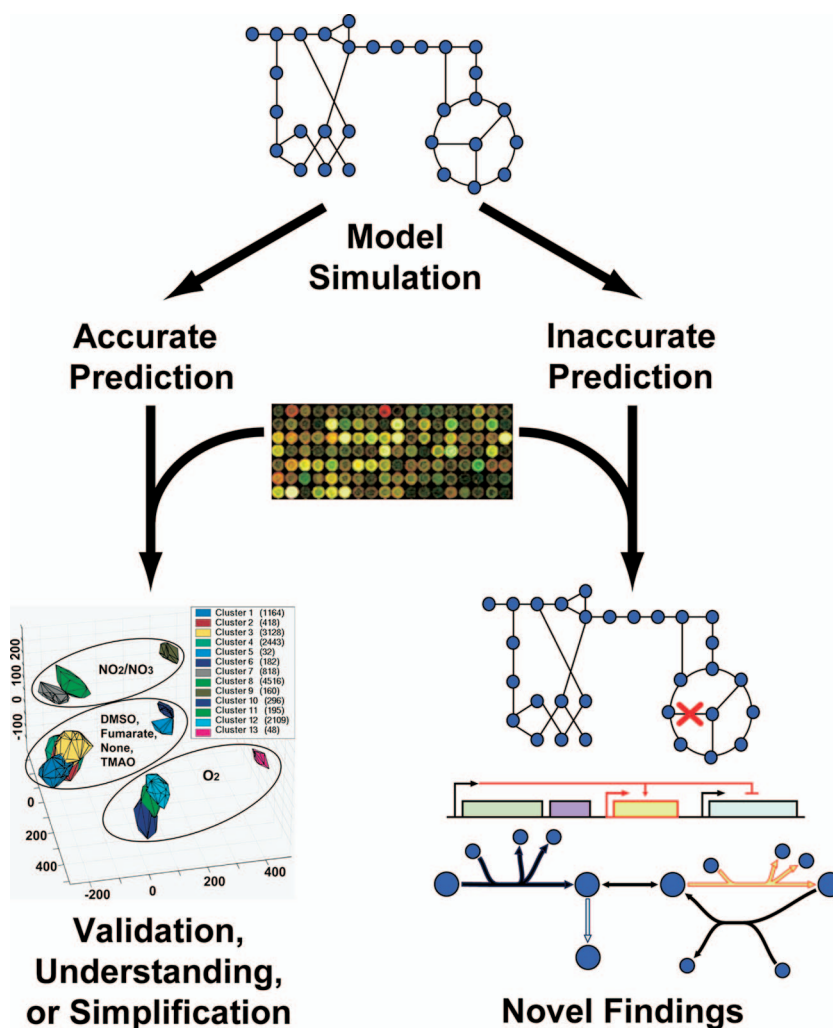 Model
Simulation
Accurate
Prediction
Inaccurate
Prediction
Cluster 1 (1164)
Cluster 2 (418)
Cluster 3 (3128)
Cluster 4 (2443)
Cluster 5 (32)
Cluster 6 (182)
Cluster 7 (818)
Cluster 8 (4516)
Cluster 9 (160)
Cluster 10 (296)
Cluster 11 (195)
Cluster 12 (2109)
Cluster 13 (48)
200
100
0
-100
NO2/NO3
DMSO,
Fumarate,
None,
TMAO
O2
0
200
400
-200
0
200
400
Validation,
Understanding,
or Simplification
Novel Findings